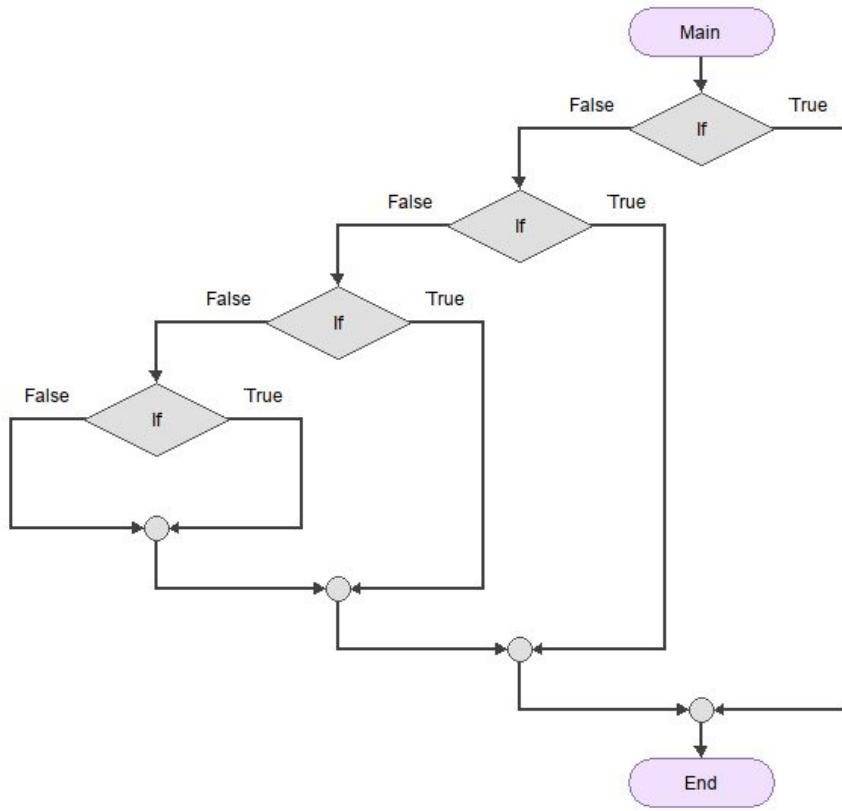 Main
False
True
If
False
True
If
False
True
If
False
True
If
End